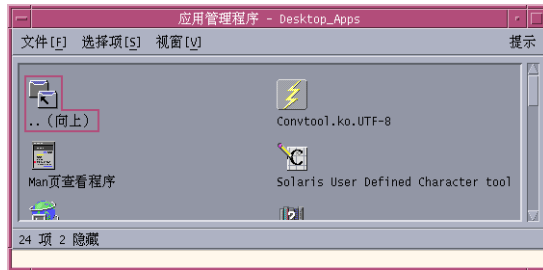 应用管理程序 - Desktop_Apps
文件[F] 选择项[S] 视窗[V] 提示
..（向上）
Convtool.ko.UTF-8
Man页查看程序
Solaris User Defined Character tool
24 项 2 隐藏